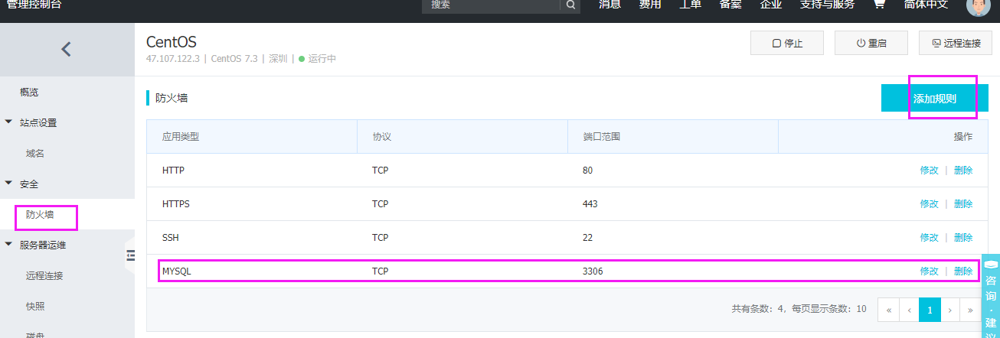 管理控制台
搜索
消息 费用 工单 备案 企业 支持与服务 简体中文
CentOS
47.107.122.3 | CentOS 7.3 | 深圳 | 运行中
停止 重启 远程连接
概览
站点设置
域名
安全
防火墙
服务器运维
远程连接
快照
磁盘
防火墙
添加规则
应用类型 协议 端口范围 操作
HTTP TCP 80 修改 | 删除
HTTPS TCP 443 修改 | 删除
SSH TCP 22 修改 | 删除
MYSQL TCP 3306 修改 | 删除
共有条数：4，每页显示条数：10 « ‹ 1 › »
咨询·建议